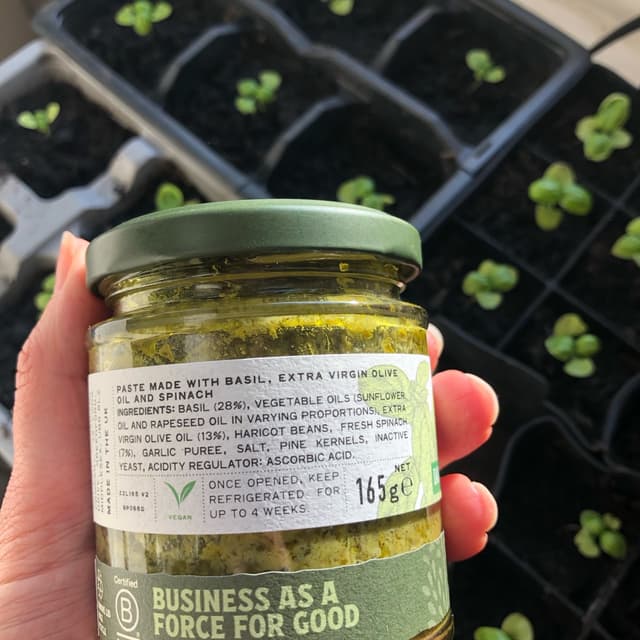 PASTE MADE WITH BASIL, EXTRA VIRGIN OLIVE
OIL AND SPINACH
INGREDIENTS: BASIL (28%), VEGETABLE OILS (SUNFLOWER
OIL AND RAPESEED OIL IN VARYING PROPORTIONS), EXTRA
VIRGIN OLIVE OIL (13%), HARICOT BEANS, FRESH SPINACH
(7%), GARLIC PUREE, SALT, PINE KERNELS, INACTIVE
YEAST, ACIDITY REGULATOR: ASCORBIC ACID.
MADE IN THE UK
VEGAN
ONCE OPENED, KEEP
REFRIGERATED FOR
UP TO 4 WEEKS
NET
165g℮
Certified
B
BUSINESS AS A
FORCE FOR GOOD